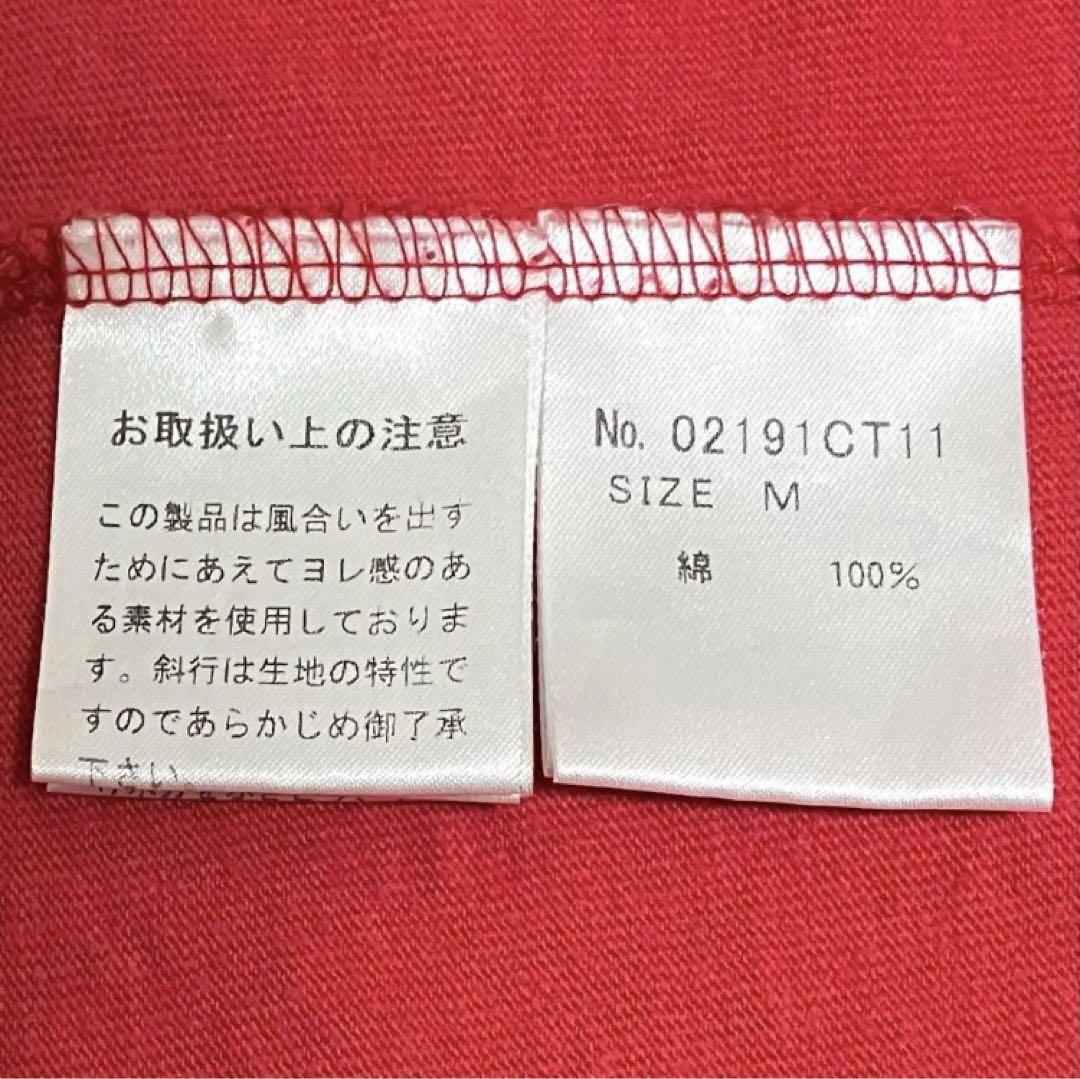 お取扱い上の注意
この製品は風合いを出す
ためにあえてヨレ感のあ
る素材を使用しておりま
す。斜行は生地の特性で
すのであらかじめ御了承
下さい
No. 02191CT11
SIZE M
綿 100%